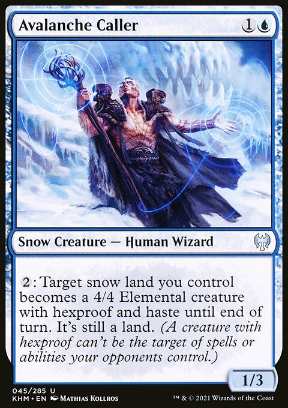 Avalanche Caller 1
Snow Creature — Human Wizard
2: Target snow land you control
becomes a 4/4 Elemental creature
with hexproof and haste until end
of turn. It's still a land. (A creature with
hexproof can't be the target of spells or
abilities your opponents control.)
1/3
045/285 U
KHM • EN MATHIAS KOLLROS
™ & © 2021 Wizards of the Coast